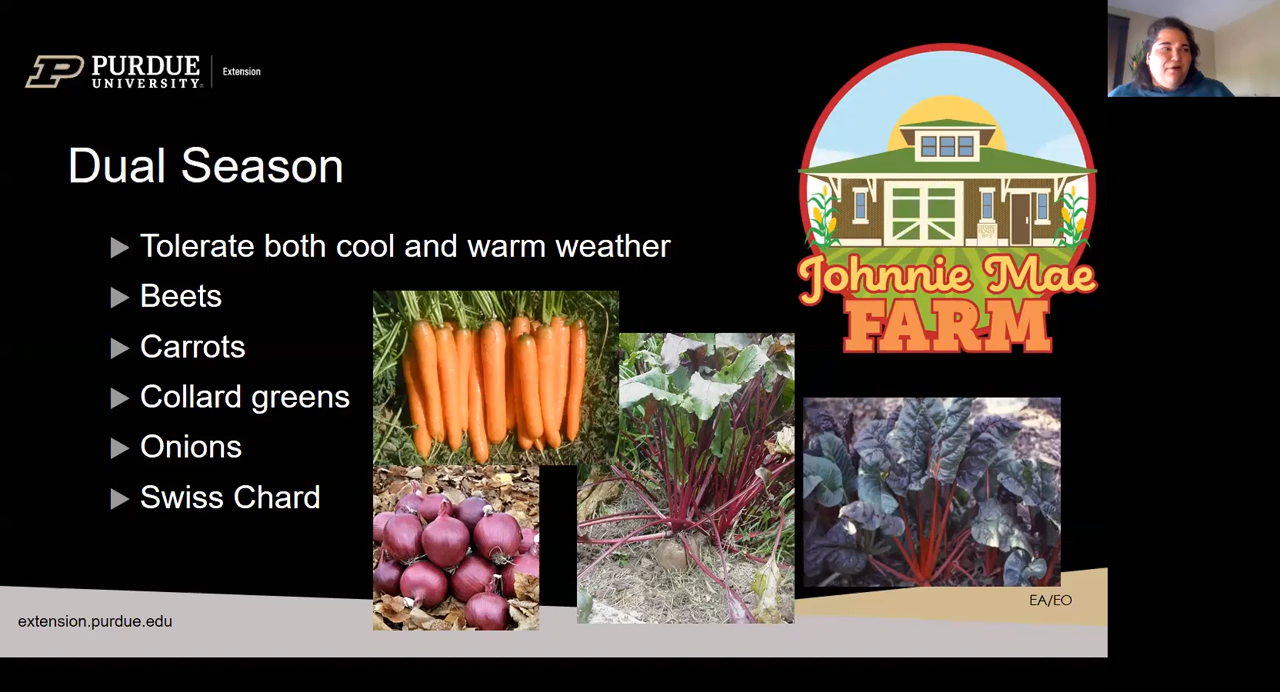 PURDUE
UNIVERSITY
Extension
Dual Season
Tolerate both cool and warm weather
Beets
Carrots
Collard greens
Onions
Swiss Chard
Johnnie Mae
FARM
EA/EO
extension.purdue.edu